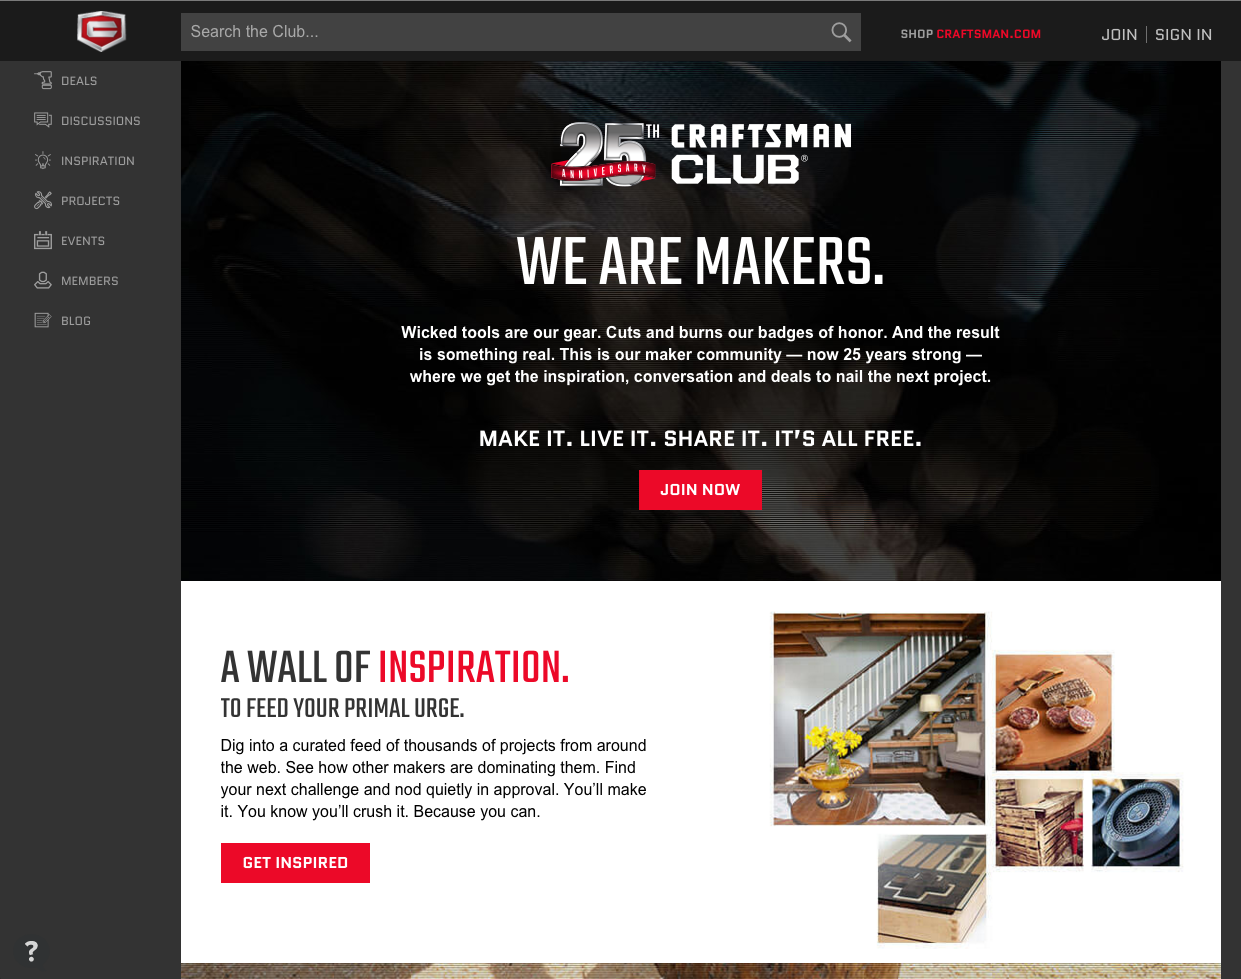 Search the Club...
SHOP CRAFTSMAN.COM
JOIN | SIGN IN
DEALS
DISCUSSIONS
INSPIRATION
PROJECTS
EVENTS
MEMBERS
BLOG
25TH
ANNIVERSARY
CRAFTSMAN
CLUB®
WE ARE MAKERS.
Wicked tools are our gear. Cuts and burns our badges of honor. And the result
is something real. This is our maker community — now 25 years strong —
where we get the inspiration, conversation and deals to nail the next project.
MAKE IT. LIVE IT. SHARE IT. IT'S ALL FREE.
JOIN NOW
A WALL OF INSPIRATION.
TO FEED YOUR PRIMAL URGE.
Dig into a curated feed of thousands of projects from around
the web. See how other makers are dominating them. Find
your next challenge and nod quietly in approval. You’ll make
it. You know you’ll crush it. Because you can.
GET INSPIRED
?